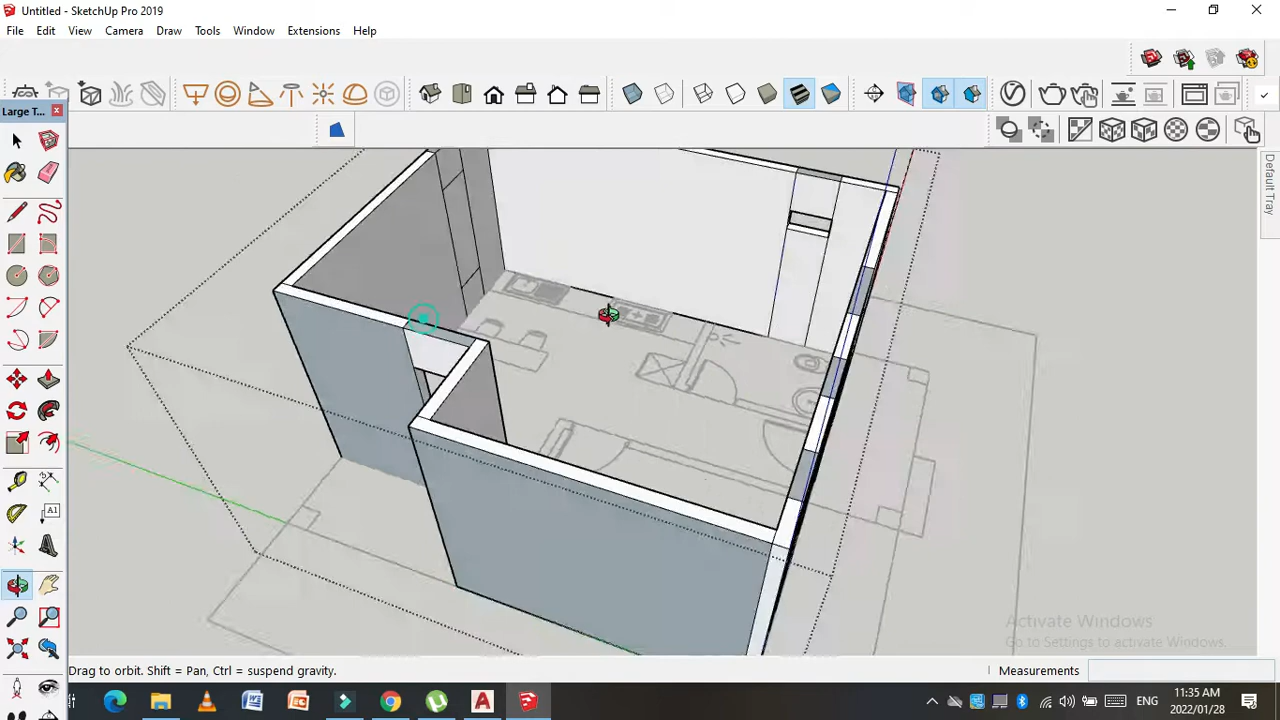 Untitled - SketchUp Pro 2019
File Edit View Camera Draw Tools Window Extensions Help
Large T...
Default Tray
A1
Activate Windows
Go to Settings to activate Windows.
Drag to orbit. Shift = Pan, Ctrl = suspend gravity.
Measurements
ENG
11:35 AM
2022/01/28